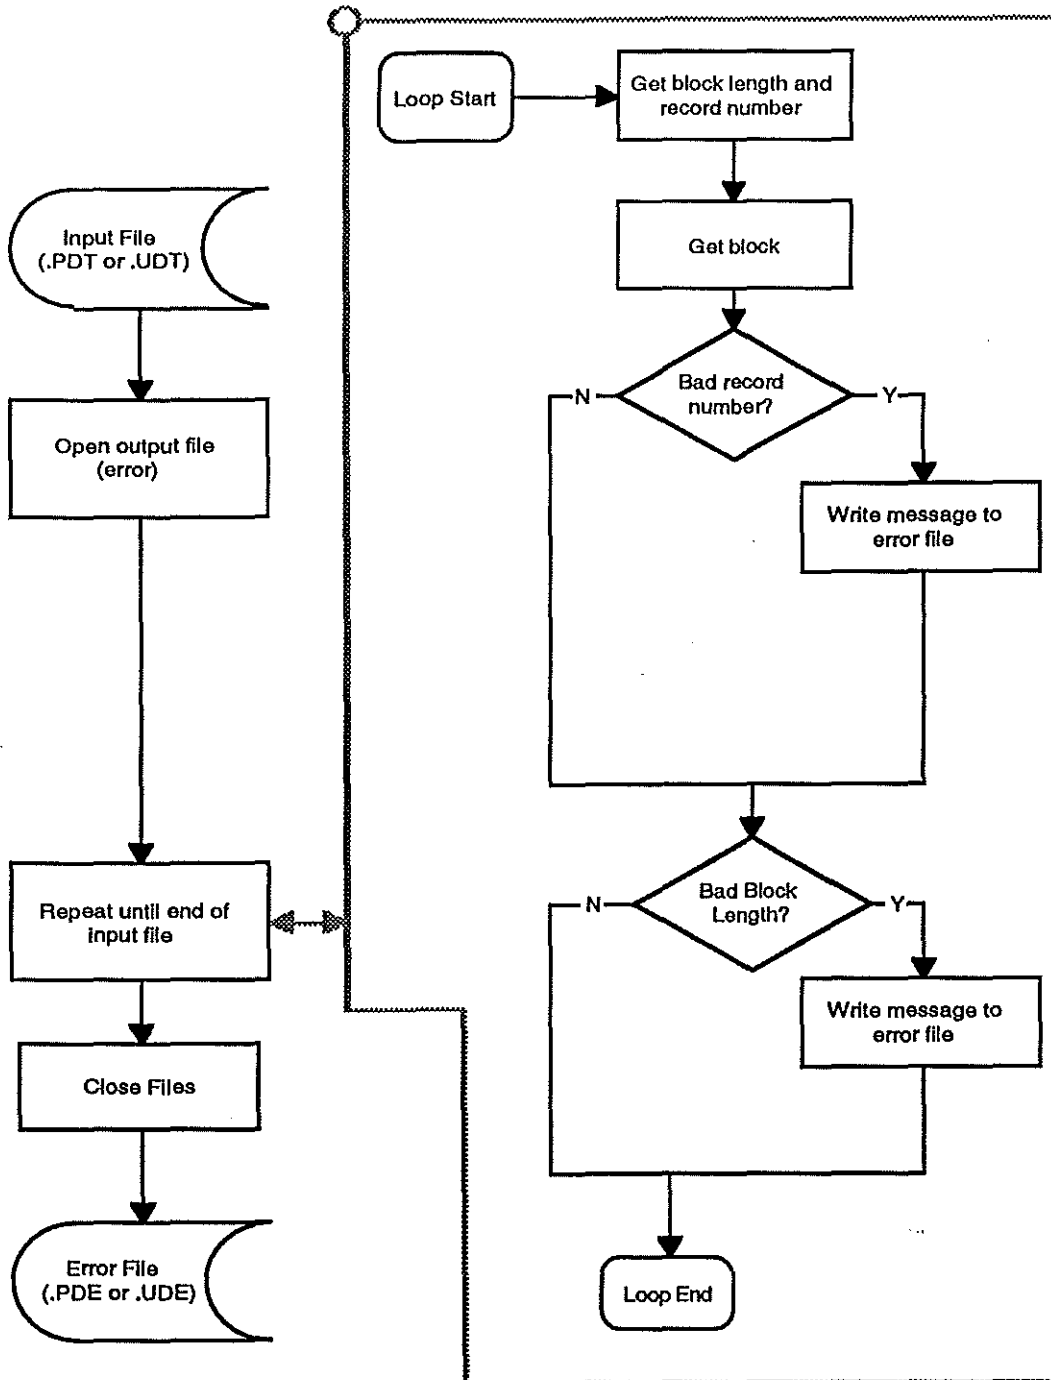 Input File
(.PDT or .UDT)
Open output file
(error)
Repeat until end of
input file
Close Files
Error File
(.PDE or .UDE)
Loop Start
Get block length and
record number
Get block
Bad record
number?
N
Y
Write message to
error file
Bad Block
Length?
N
Y
Write message to
error file
Loop End